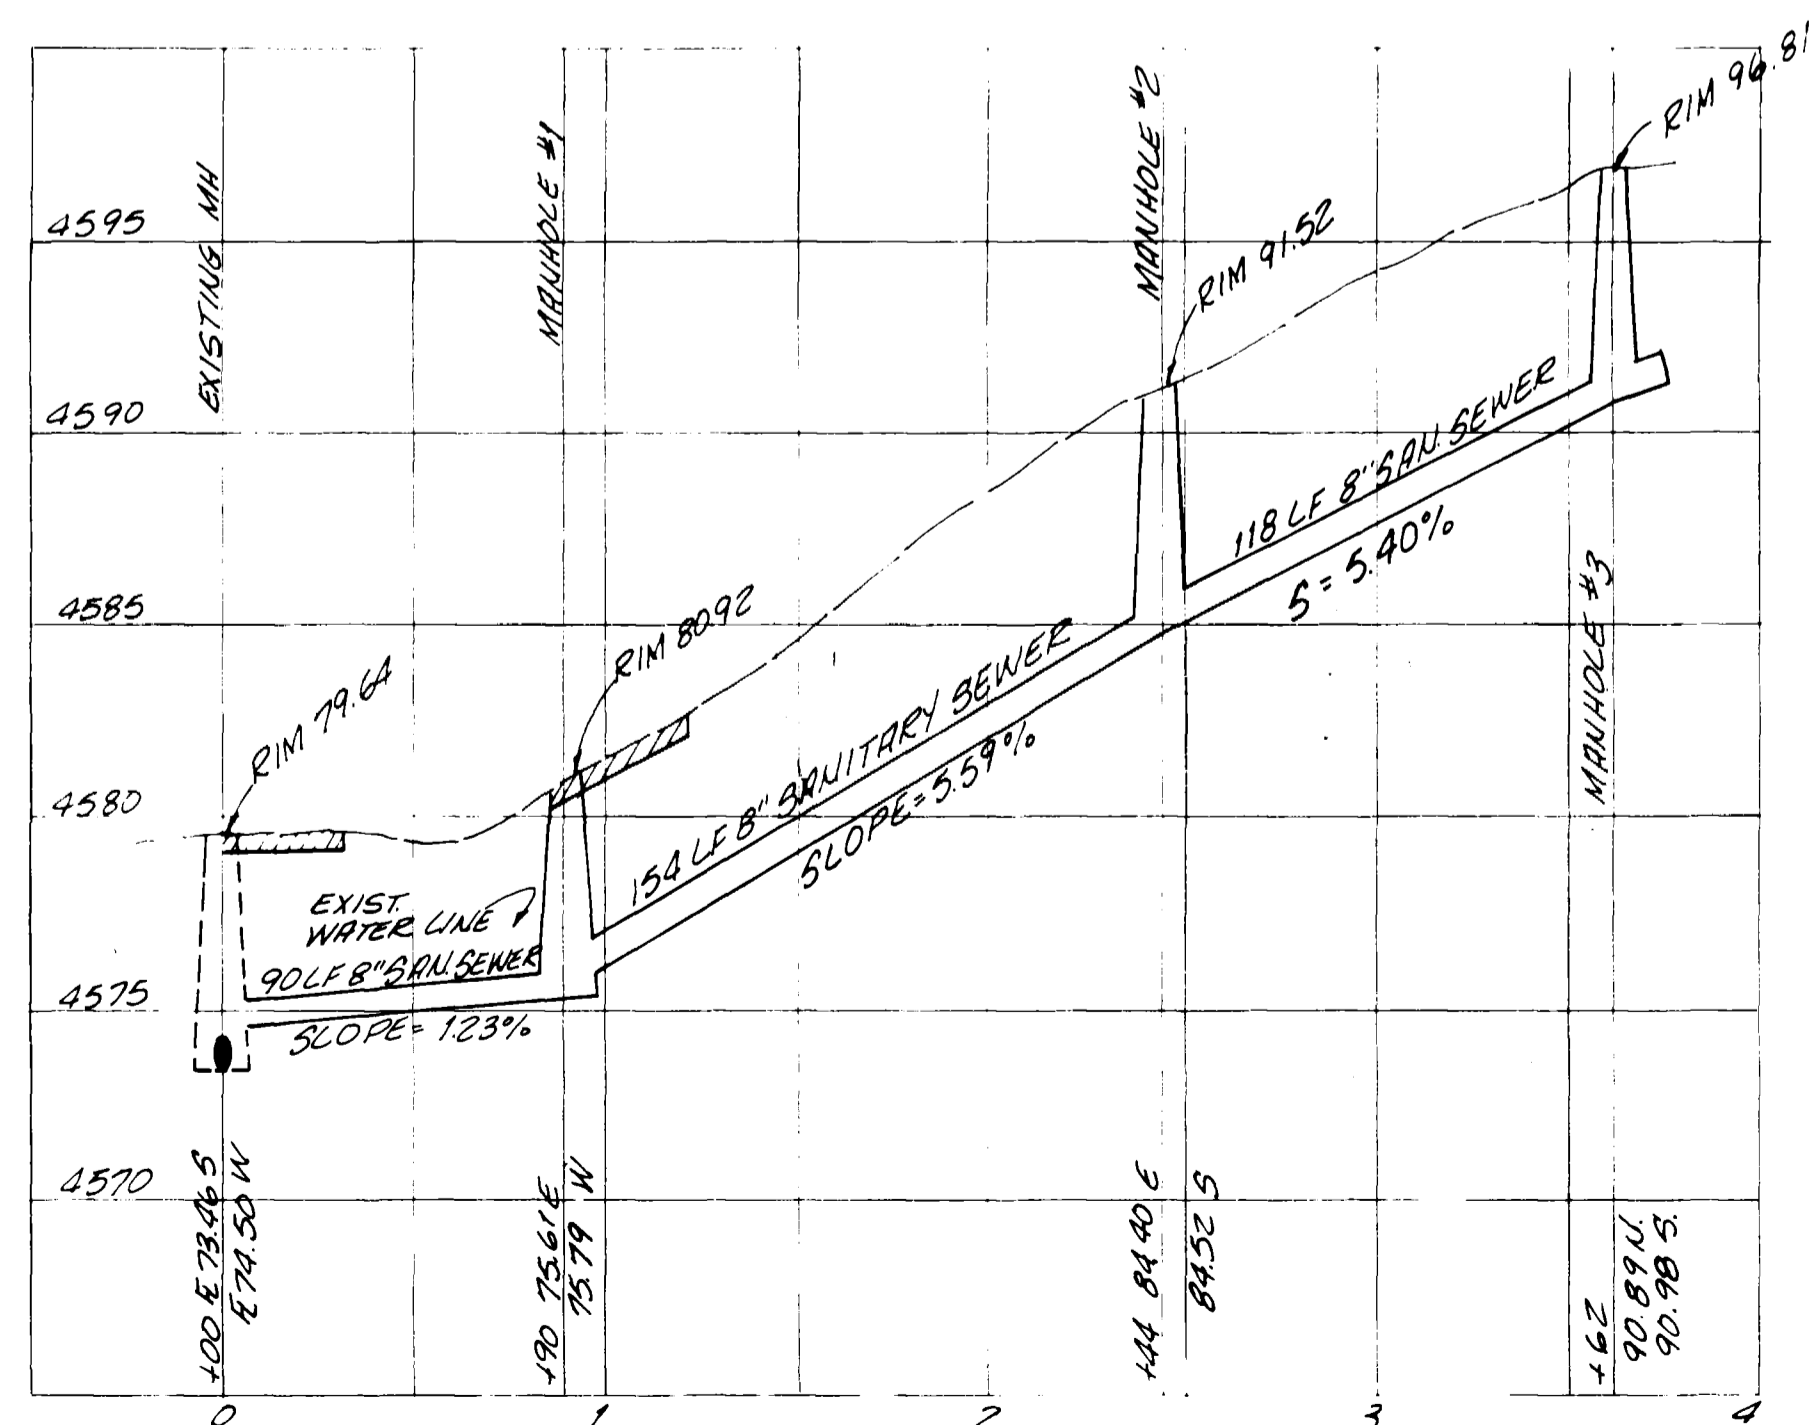 RIM 96.81
MANHOLE #2
MANHOLE #1
EXISTING MH
4595
RIM 91.52
4590
118 LF 8" SAN. SEWER
S = 5.40%
MANHOLE #3
4585
RIM 80.92
RIM 79.64
154 LF 8" SANITARY SEWER
SLOPE = 5.59%
4580
EXIST.
WATER LINE
90 LF 8" SAN. SEWER
4575
SLOPE = 1.23%
4570
+00 E 73.46 S
E 74.50 W
+90 75.61 E
75.79 W
+44 84.40 E
84.52 S
+62
90.89 N.
90.98 S.
0 1 2 3 4